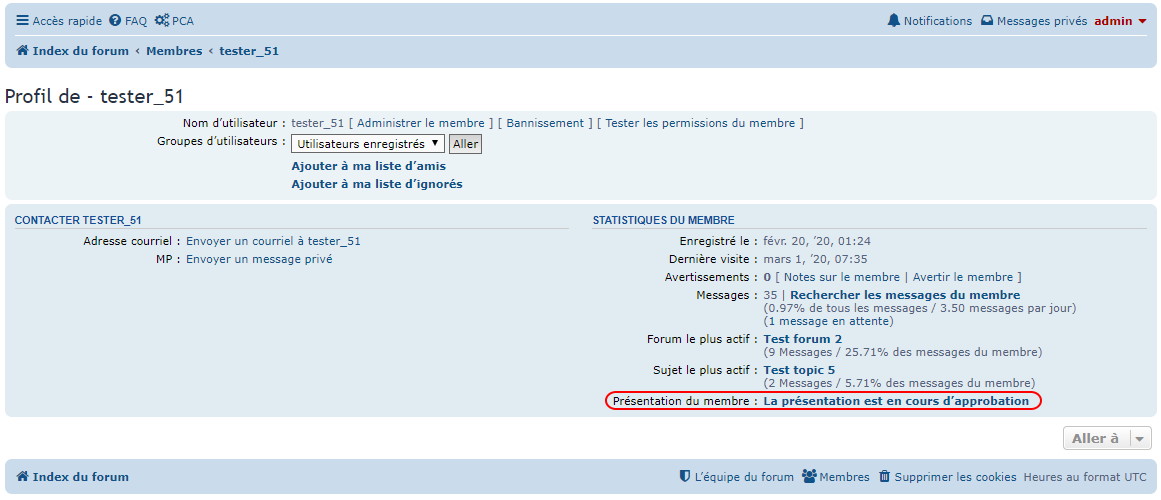 Accès rapide FAQ PCA Notifications Messages privés admin
Index du forum ‹ Membres ‹ tester_51
Profil de - tester_51
Nom d’utilisateur : tester_51 [ Administrer le membre ] [ Bannissement ] [ Tester les permissions du membre ]
Groupes d’utilisateurs : Utilisateurs enregistrés Aller
Ajouter à ma liste d’amis
Ajouter à ma liste d’ignorés
CONTACTER TESTER_51
Adresse courriel : Envoyer un courriel à tester_51
MP : Envoyer un message privé
STATISTIQUES DU MEMBRE
Enregistré le : févr. 20, ’20, 01:24
Dernière visite : mars 1, ’20, 07:35
Avertissements : 0 [ Notes sur le membre | Avertir le membre ]
Messages : 35 | Rechercher les messages du membre
(0.97% de tous les messages / 3.50 messages par jour)
(1 message en attente)
Forum le plus actif : Test forum 2
(9 Messages / 25.71% des messages du membre)
Sujet le plus actif : Test topic 5
(2 Messages / 5.71% des messages du membre)
Présentation du membre : La présentation est en cours d’approbation
Aller à
Index du forum L’équipe du forum Membres Supprimer les cookies Heures au format UTC